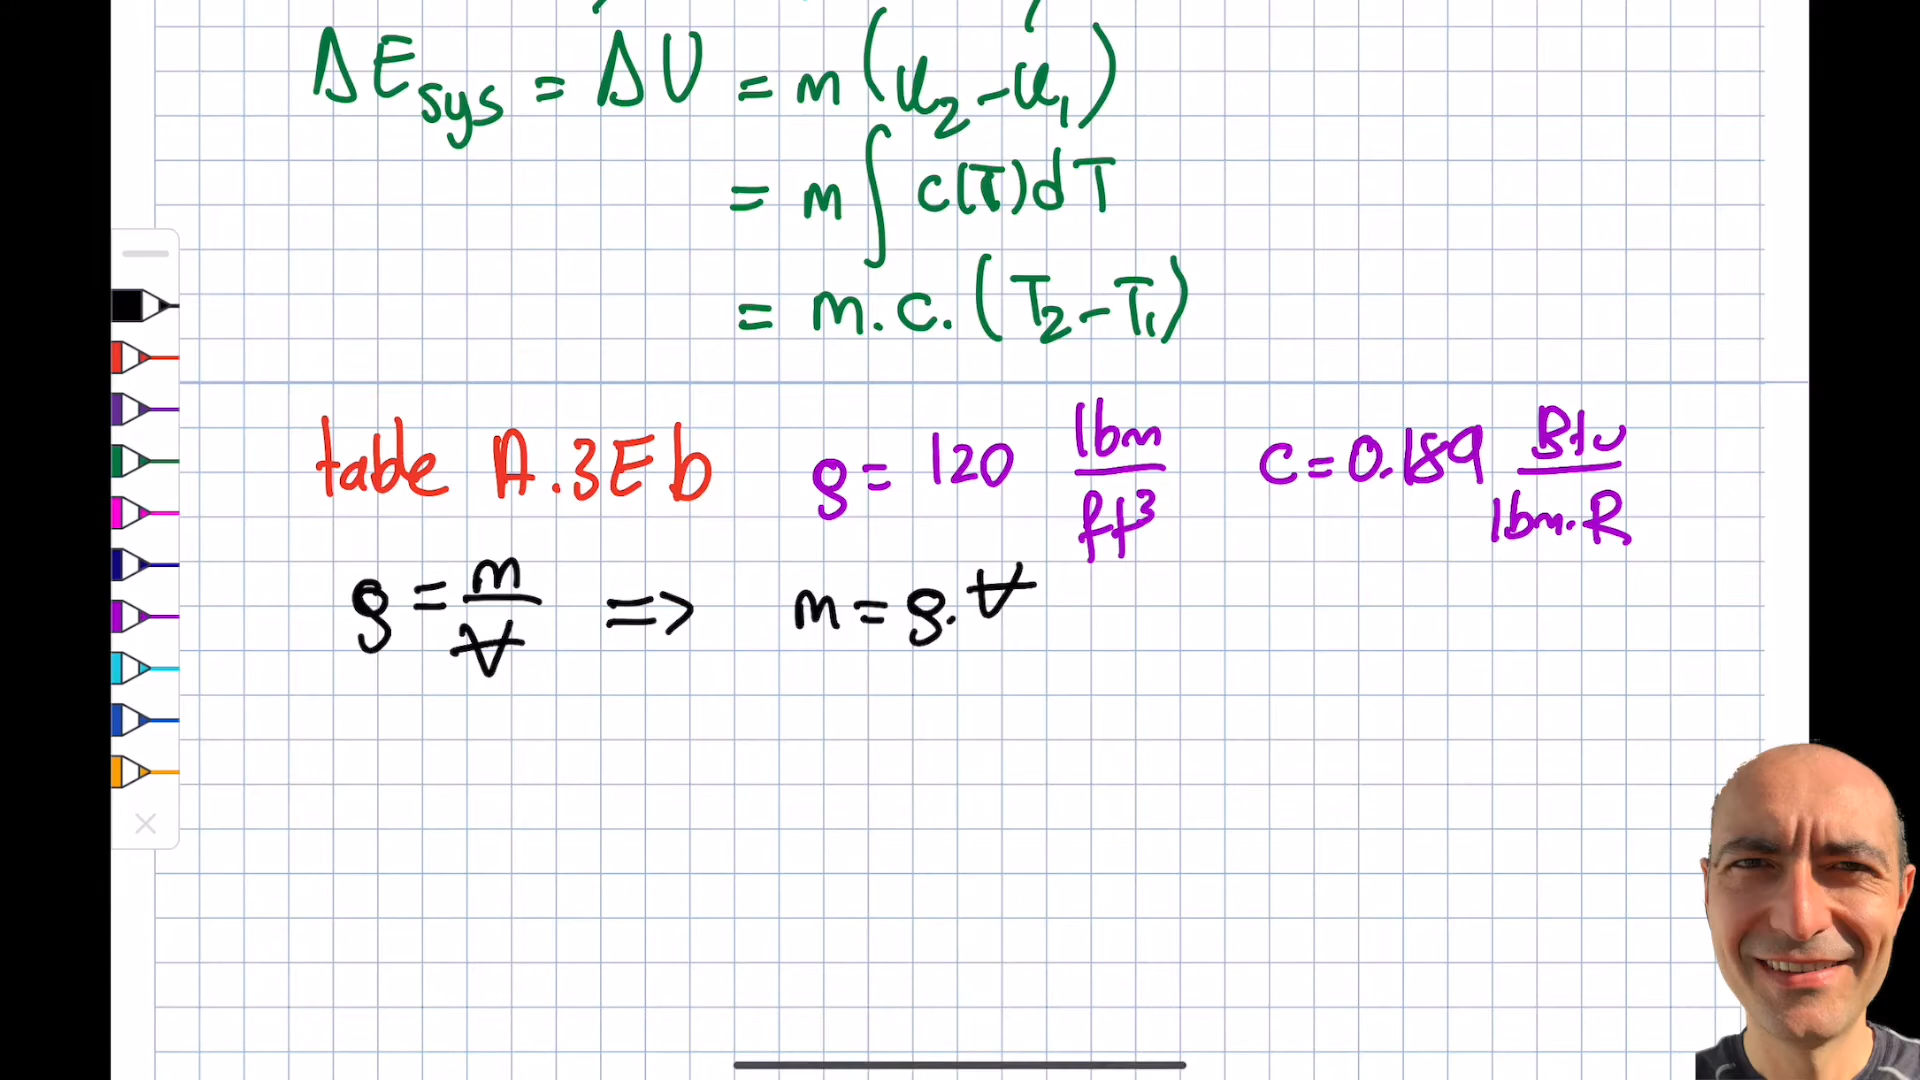 ΔE_sys = ΔU = m(u₂-u₁)
= m∫c(T)dT
= m.c.(T₂-T₁)
table A.3Eb ρ = 120 lbm/ft³ c = 0.189 Btu/lbm.R
ρ = m/V => m = ρ.V